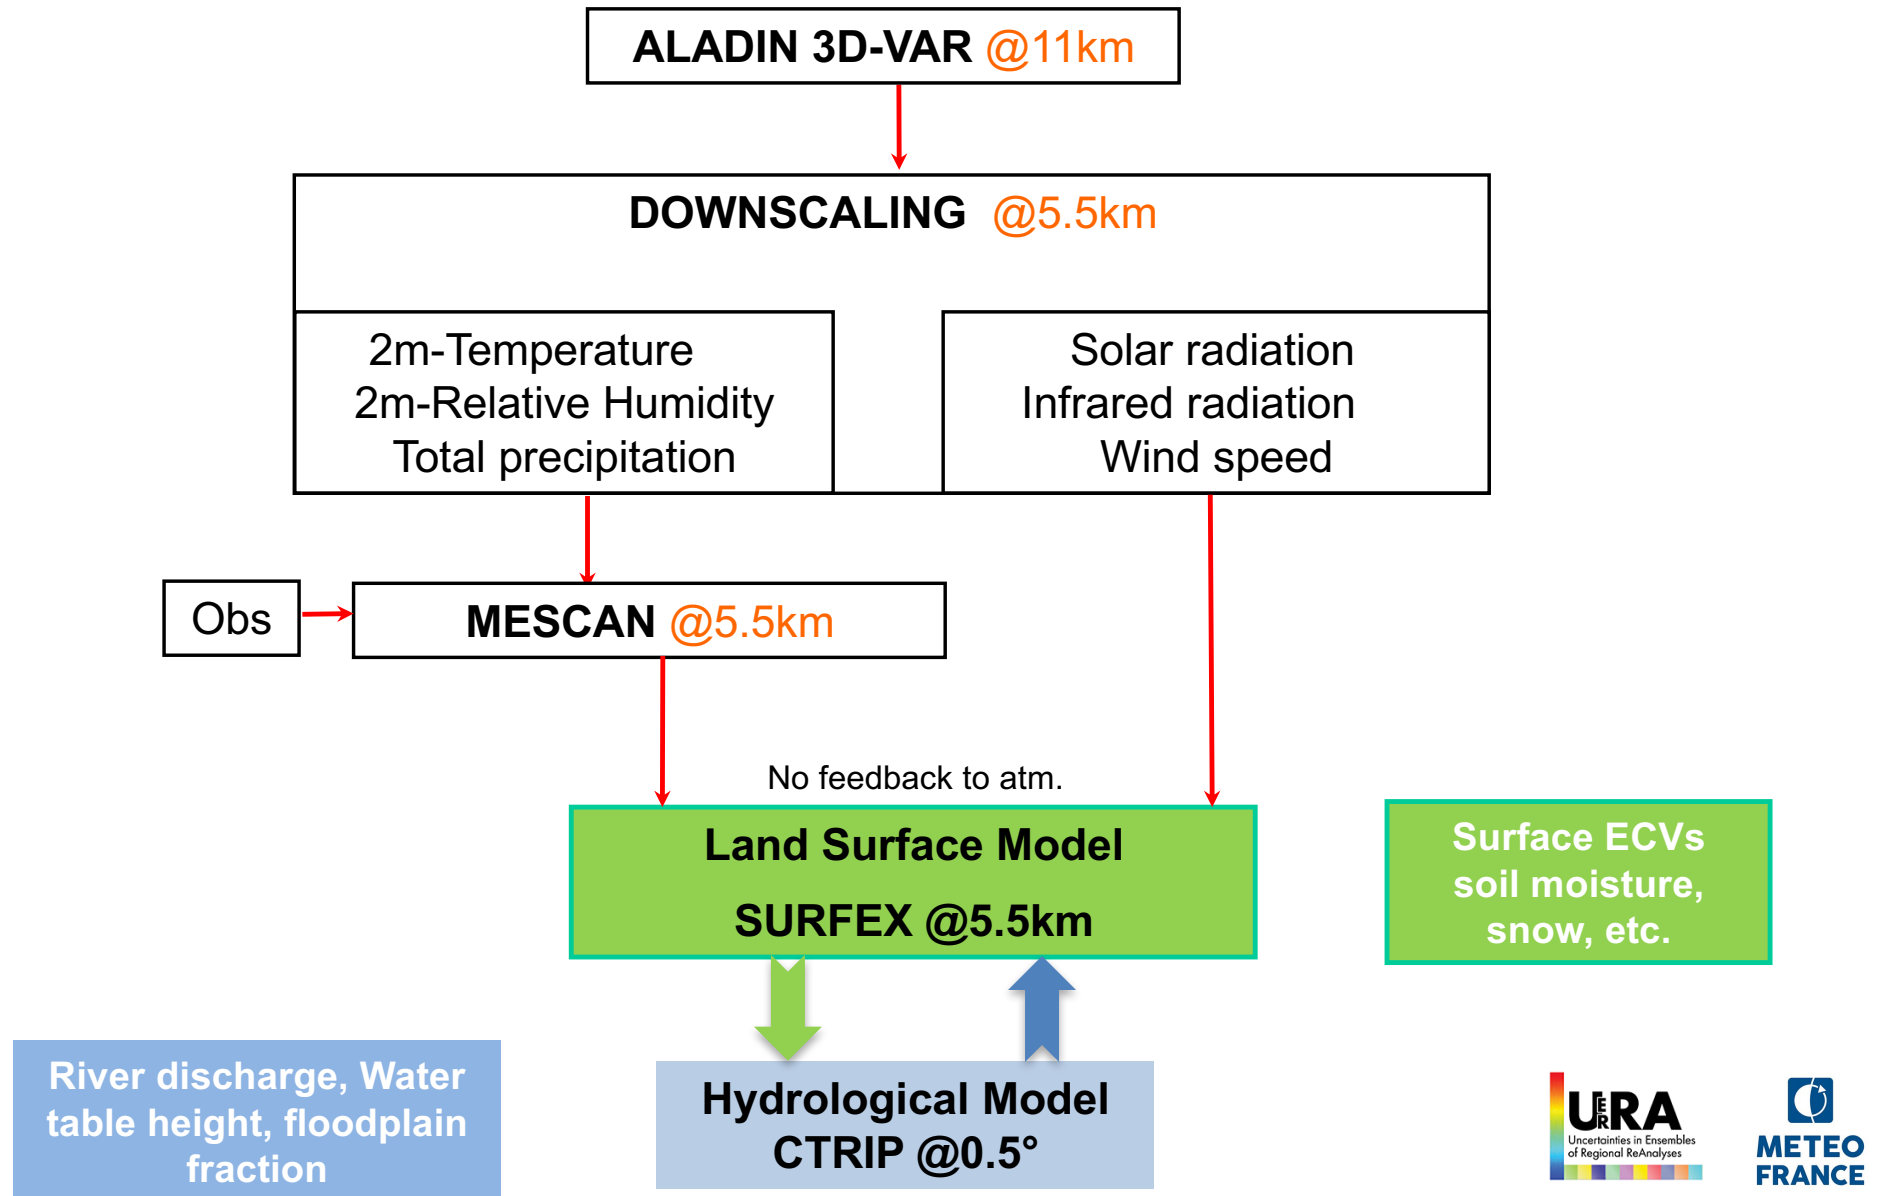 ALADIN 3D-VAR @11km
DOWNSCALING @5.5km
2m-Temperature
2m-Relative Humidity
Total precipitation
Solar radiation
Infrared radiation
Wind speed
Obs
MESCAN @5.5km
No feedback to atm.
Land Surface Model
SURFEX @5.5km
Surface ECVs
soil moisture,
snow, etc.
River discharge, Water
table height, floodplain
fraction
Hydrological Model
CTRIP @0.5°
UERRA
Uncertainties in Ensembles
of Regional ReAnalyses
METEO
FRANCE